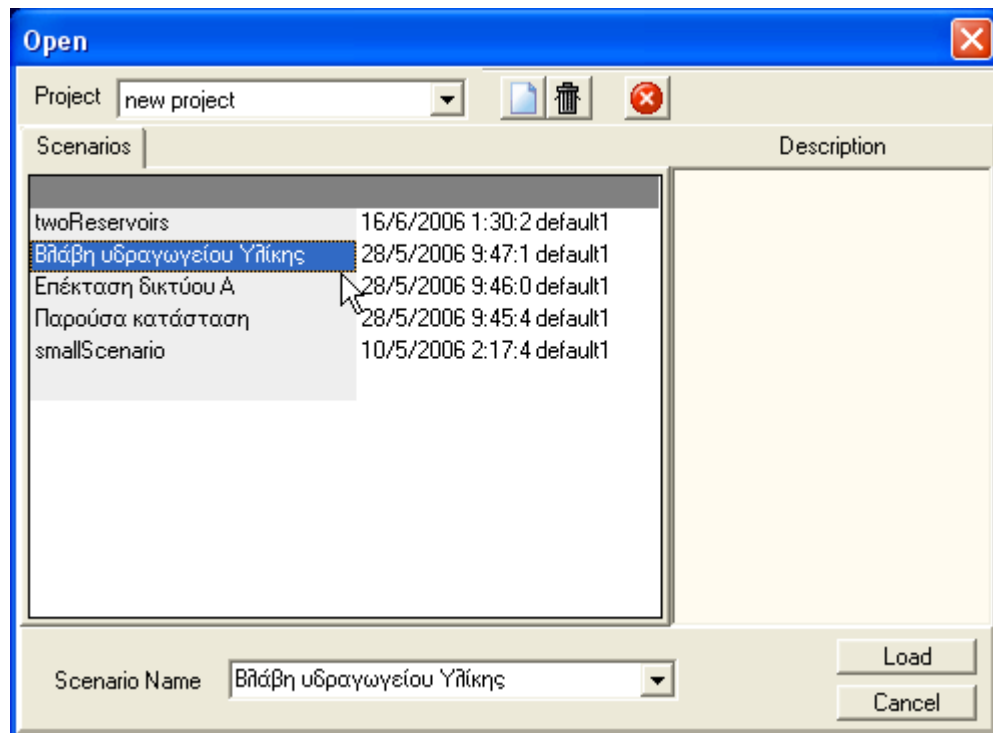 Open
Project new project
Scenarios Description
twoReservoirs 16/6/2006 1:30:2 default1
Βλάβη υδραγωγείου Υλίκης 28/5/2006 9:47:1 default1
Επέκταση δικτύου Α 28/5/2006 9:46:0 default1
Παρούσα κατάσταση 28/5/2006 9:45:4 default1
smallScenario 10/5/2006 2:17:4 default1
Load
Scenario Name Βλάβη υδραγωγείου Υλίκης
Cancel